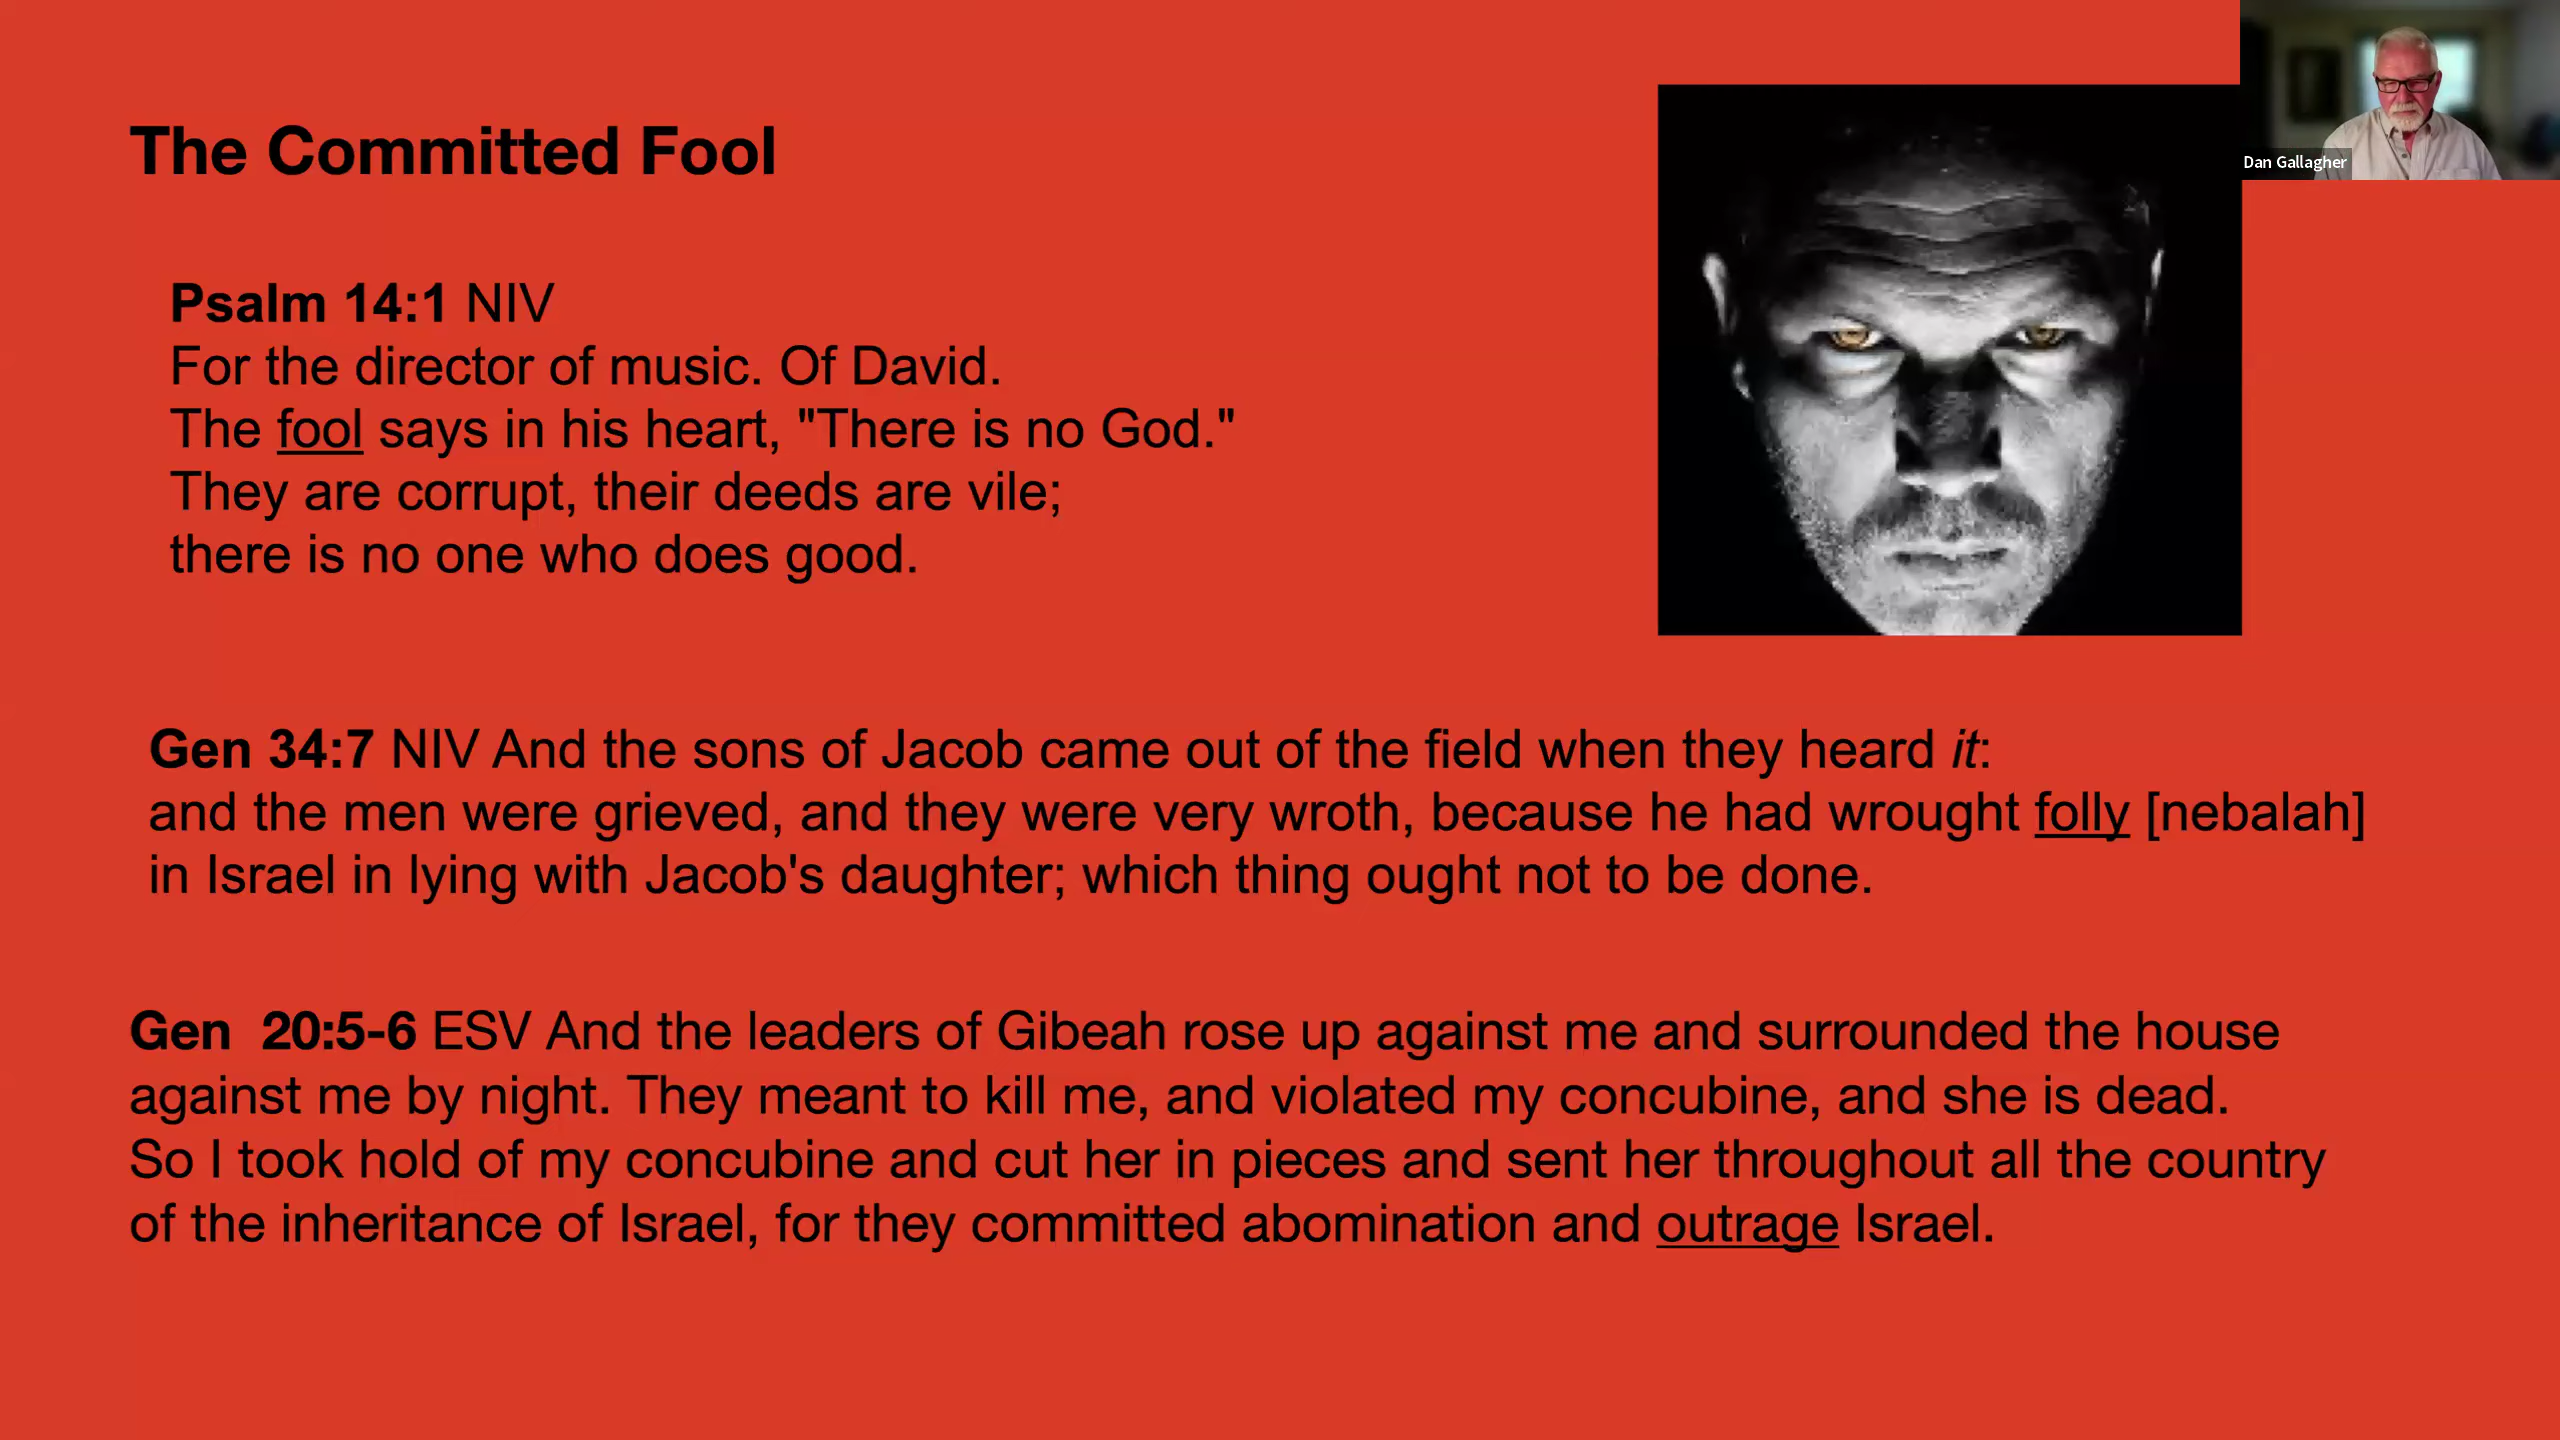 The Committed Fool
Dan Gallagher
Psalm 14:1 NIV
For the director of music. Of David.
The fool says in his heart, "There is no God."
They are corrupt, their deeds are vile;
there is no one who does good.
Gen 34:7 NIV And the sons of Jacob came out of the field when they heard it:
and the men were grieved, and they were very wroth, because he had wrought folly [nebalah]
in Israel in lying with Jacob's daughter; which thing ought not to be done.
Gen  20:5-6 ESV And the leaders of Gibeah rose up against me and surrounded the house
against me by night. They meant to kill me, and violated my concubine, and she is dead.
So I took hold of my concubine and cut her in pieces and sent her throughout all the country
of the inheritance of Israel, for they committed abomination and outrage Israel.